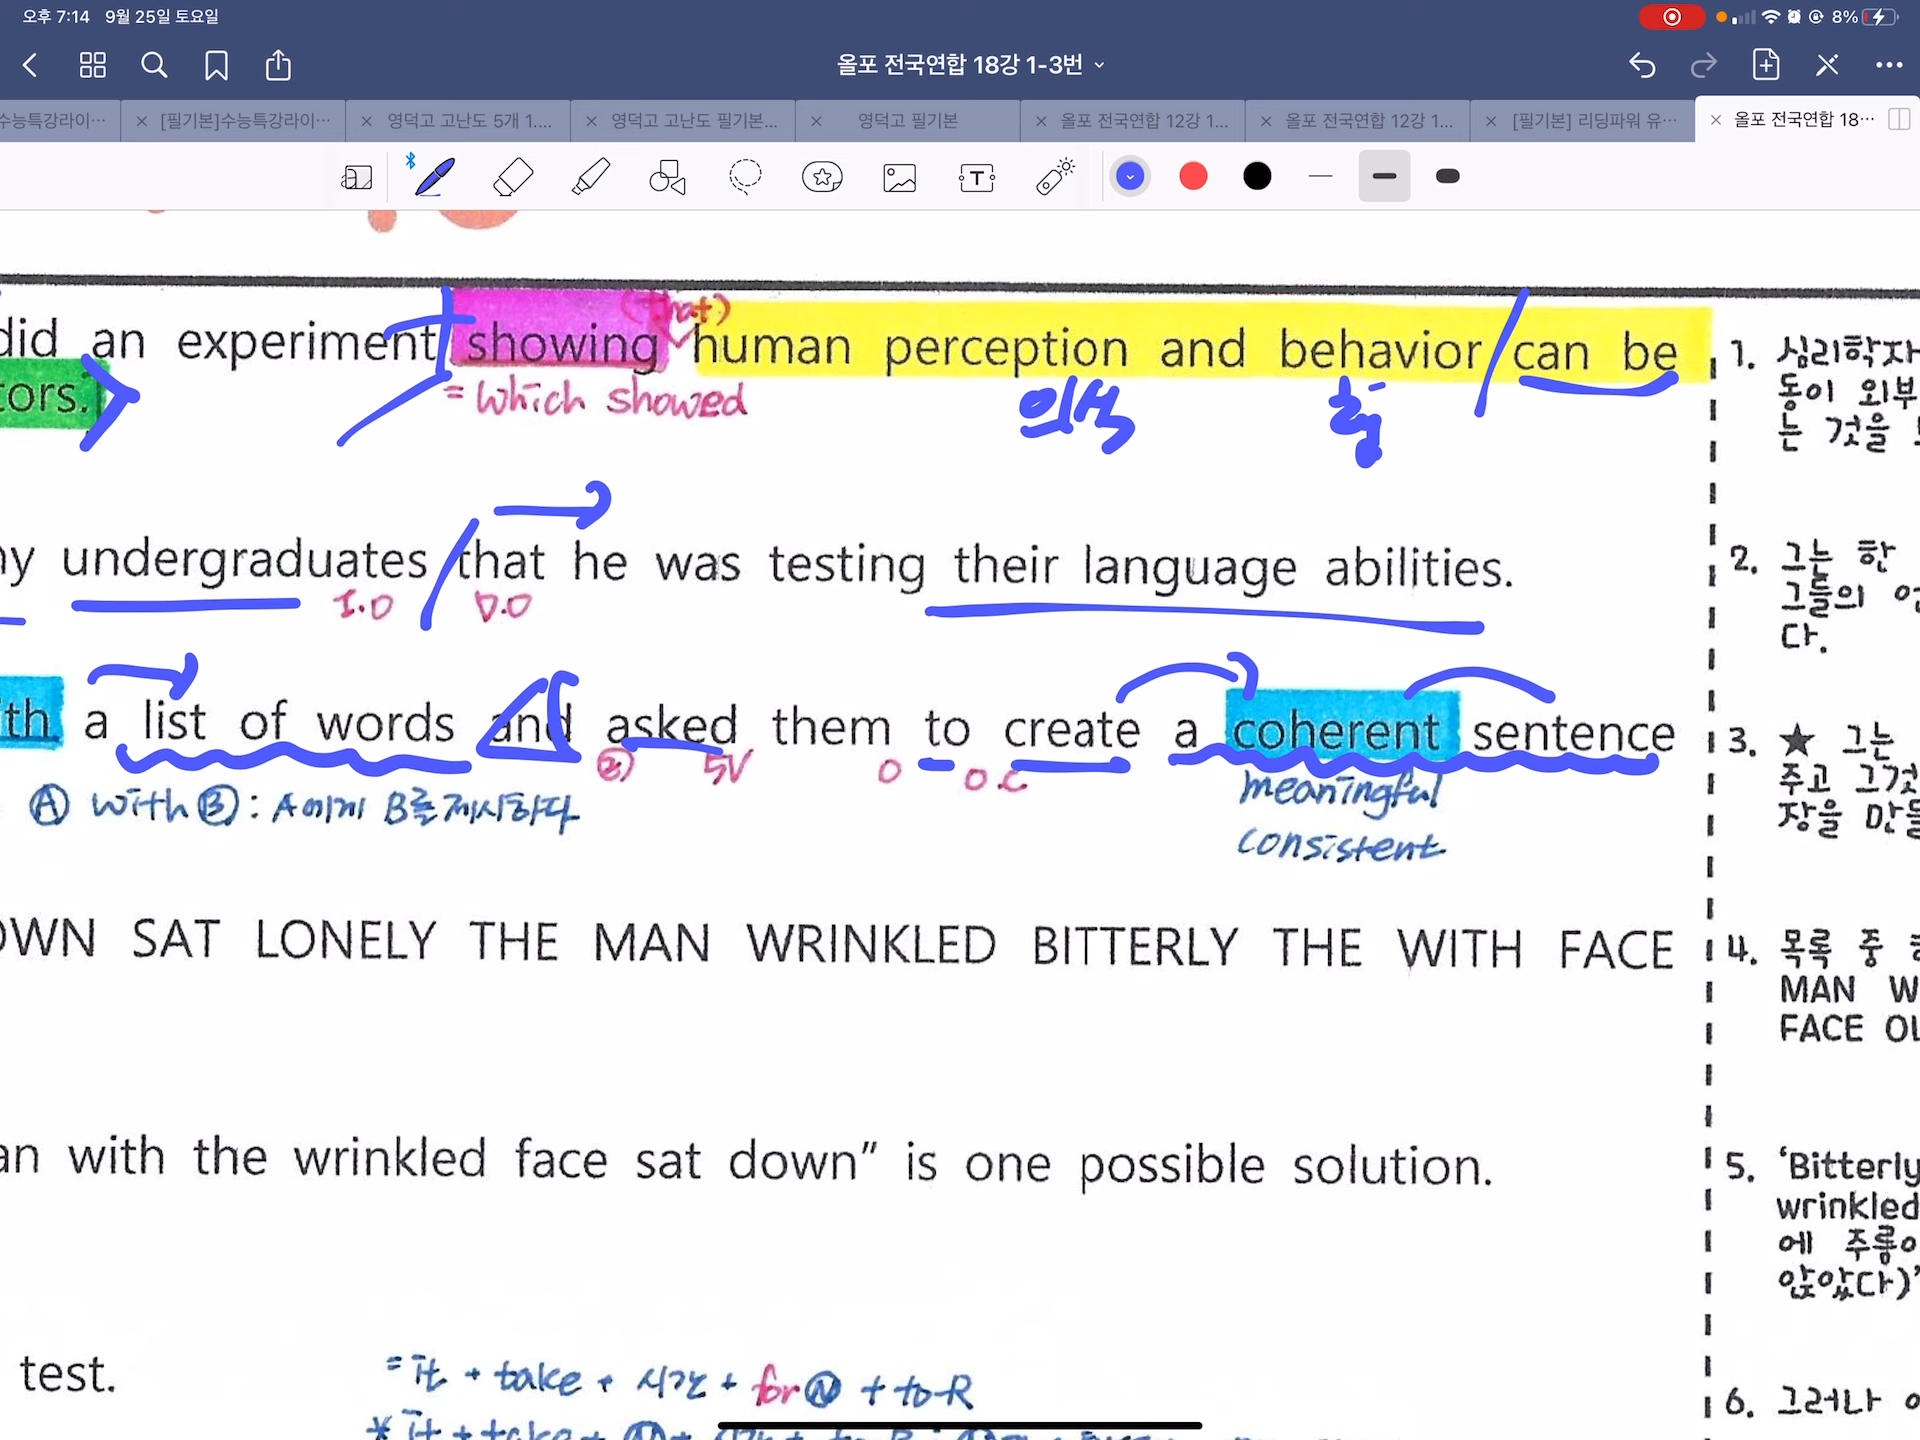 오후 7:14 9월 25일 토요일
8%
올포 전국연합 18강 1-3번
수능특강라이…
[필기본]수능특강라이…
영덕고 고난도 5개 1....
영덕고 고난도 필기본...
영덕고 필기본
올포 전국연합 12강 1...
올포 전국연합 12강 1...
[필기본] 리딩파워 유…
올포 전국연합 18…
(that)
did an experiment showing human perception and behavior can be
tors.]
= which showed
의식
행
ny undergraduates that he was testing their language abilities.
I.O D.O
th a list of words and asked them to create a coherent sentence
② 5V O O.C
Ⓐ with Ⓑ : A에게 B를 제시하다
meaningful
consistent
OWN SAT LONELY THE MAN WRINKLED BITTERLY THE WITH FACE
an with the wrinkled face sat down” is one possible solution.
test.
= it + take + 시간 + for Ⓝ + to-R
* it + take +
1. 심리학자
동이 외부
는 것을
2. 그는 한
그들의 언
다.
3. ★ 그는
주고 그것
장을 만들
4. 목록 중
MAN W
FACE OL
5. ‘Bitterly
wrinkled
에 주름이
앉았다)’
6. 그러나 이